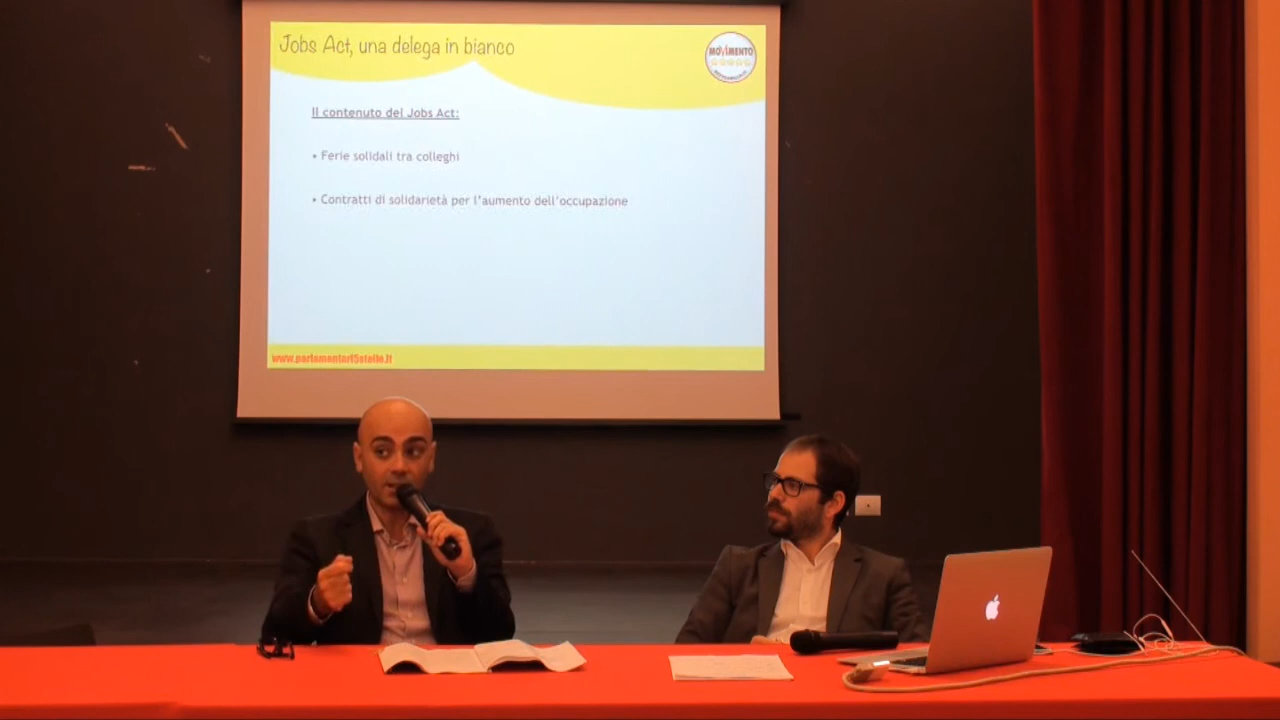 Jobs Act, una delega in bianco
MOVIMENTO
Il contenuto del Jobs Act:
• Ferie solidali tra colleghi
• Contratti di solidarietà per l'aumento dell'occupazione
www.parlamentari5stelle.it